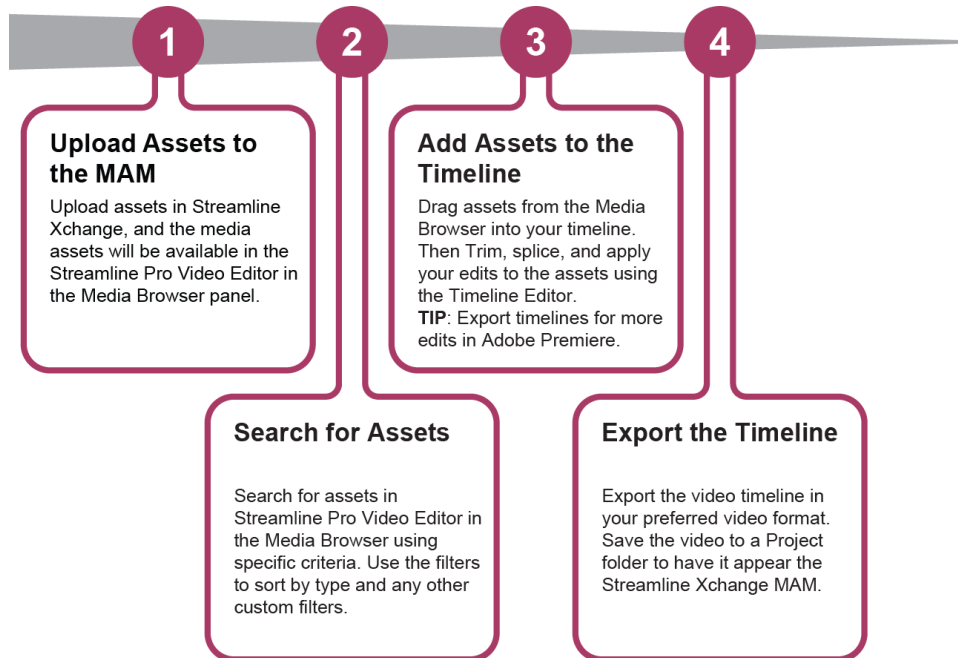 1
Upload Assets to
the MAM
Upload assets in Streamline
Xchange, and the media
assets will be available in the
Streamline Pro Video Editor in
the Media Browser panel.
2
Search for Assets
Search for assets in
Streamline Pro Video Editor in
the Media Browser using
specific criteria. Use the filters
to sort by type and any other
custom filters.
3
Add Assets to the
Timeline
Drag assets from the Media
Browser into your timeline.
Then Trim, splice, and apply
your edits to the assets using
the Timeline Editor.
TIP: Export timelines for more
edits in Adobe Premiere.
4
Export the Timeline
Export the video timeline in
your preferred video format.
Save the video to a Project
folder to have it appear the
Streamline Xchange MAM.